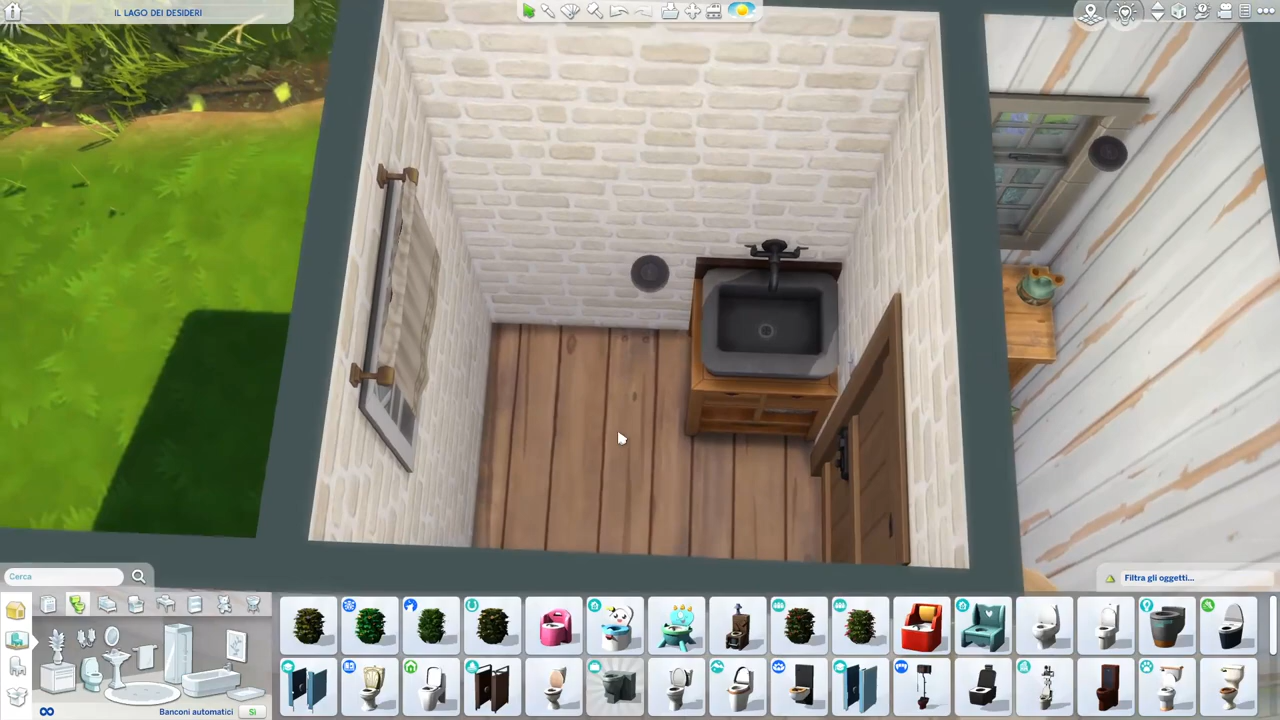 IL LAGO DEI DESIDERI
Cerca
Filtra gli oggetti...
Banconi automatici
Sì